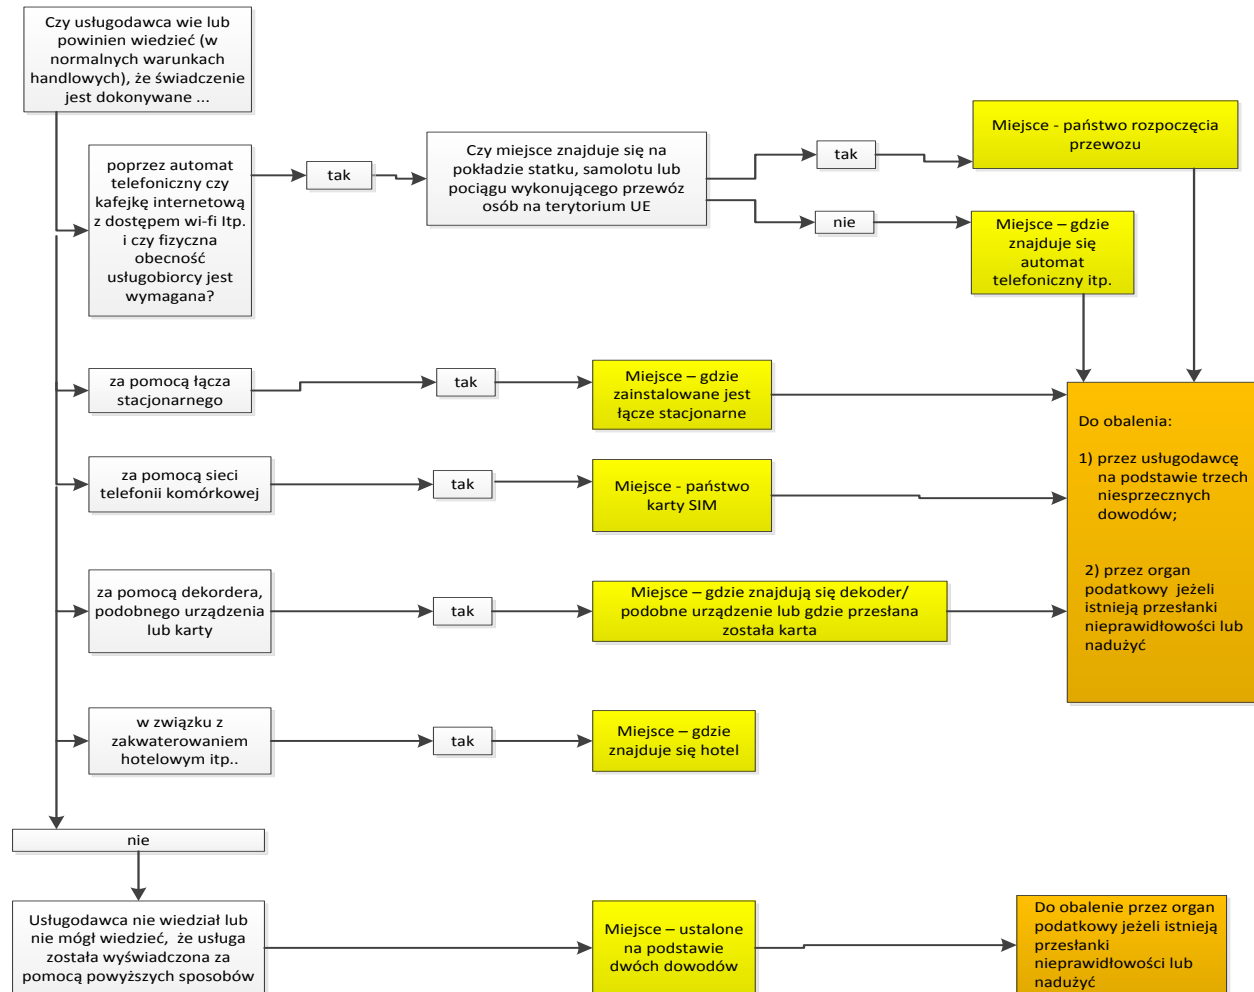 Czy usługodawca wie lub
powinien wiedzieć (w
normalnych warunkach
handlowych), że świadczenie
jest dokonywane ...
poprzez automat
telefoniczny czy
kafejkę internetową
z dostępem wi-fi Itp.
i czy fizyczna
obecność
usługobiorcy jest
wymagana?
tak
Czy miejsce znajduje się na
pokładzie statku, samolotu lub
pociągu wykonującego przewóz
osób na terytorium UE
tak
Miejsce - państwo rozpoczęcia
przewozu
nie
Miejsce – gdzie
znajduje się
automat
telefoniczny itp.
za pomocą łącza
stacjonarnego
tak
Miejsce – gdzie
zainstalowane jest
łącze stacjonarne
za pomocą sieci
telefonii komórkowej
tak
Miejsce - państwo
karty SIM
za pomocą dekordera,
podobnego urządzenia
lub karty
tak
Miejsce – gdzie znajdują się dekoder/
podobne urządzenie lub gdzie przesłana
została karta
Do obalenia:
1) przez usługodawcę
na podstawie trzech
niesprzecznych
dowodów;
2) przez organ
podatkowy jeżeli
istnieją przesłanki
nieprawidłowości lub
nadużyć
w związku z
zakwaterowaniem
hotelowym itp..
tak
Miejsce – gdzie
znajduje się hotel
nie
Usługodawca nie wiedział lub
nie mógł wiedzieć, że usługa
została wyświadczona za
pomocą powyższych sposobów
Miejsce – ustalone
na podstawie
dwóch dowodów
Do obalenie przez organ
podatkowy jeżeli istnieją
przesłanki
nieprawidłowości lub
nadużyć